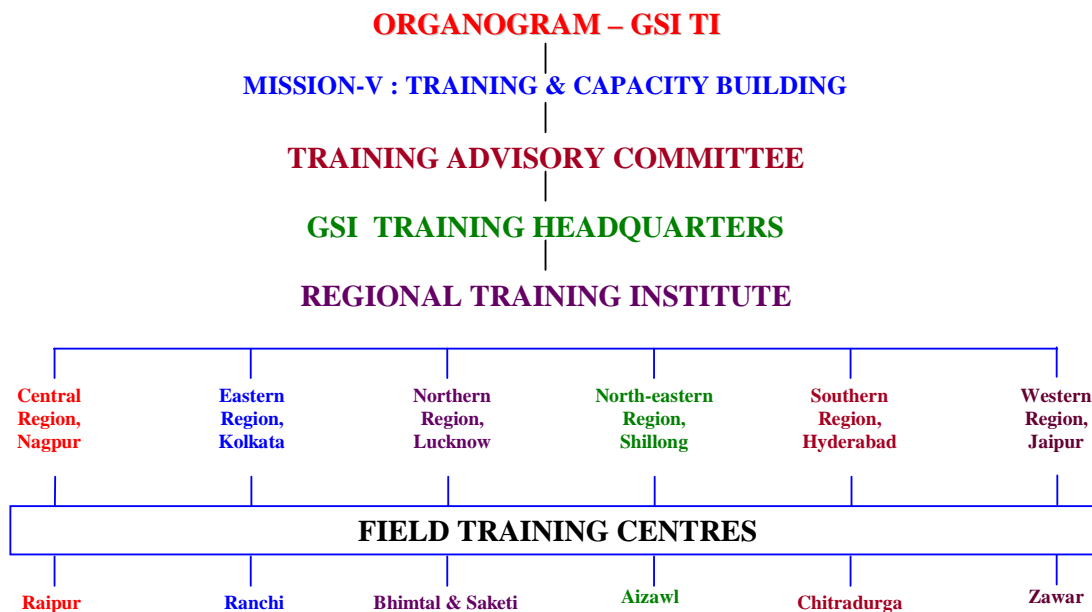 ORGANOGRAM – GSI TI
MISSION-V : TRAINING & CAPACITY BUILDING
TRAINING ADVISORY COMMITTEE
GSI TRAINING HEADQUARTERS
REGIONAL TRAINING INSTITUTE
Central
Region,
Nagpur
Eastern
Region,
Kolkata
Northern
Region,
Lucknow
North-eastern
Region,
Shillong
Southern
Region,
Hyderabad
Western
Region,
Jaipur
FIELD TRAINING CENTRES
Raipur
Ranchi
Bhimtal & Saketi
Aizawl
Chitradurga
Zawar